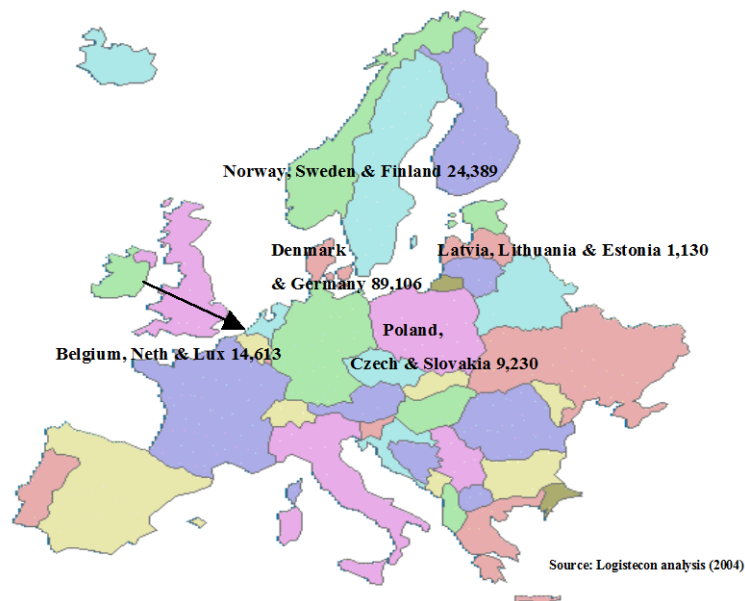 Norway, Sweden & Finland 24,389
Denmark
& Germany 89,106
Latvia, Lithuania & Estonia 1,130
Poland,
Czech & Slovakia 9,230
Belgium, Neth & Lux 14,613
Source: Logistecon analysis (2004)